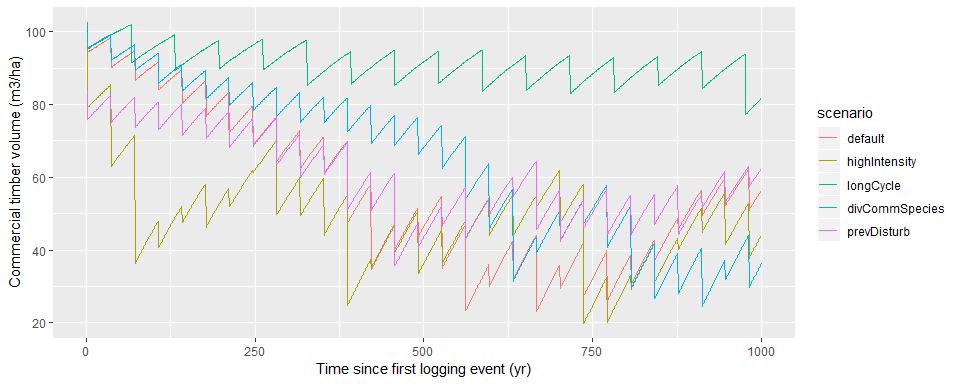 100
80
60
40
20
Commercial timber volume (m3/ha)
0
250
500
750
1000
Time since first logging event (yr)
scenario
default
highIntensity
longCycle
divCommSpecies
prevDisturb